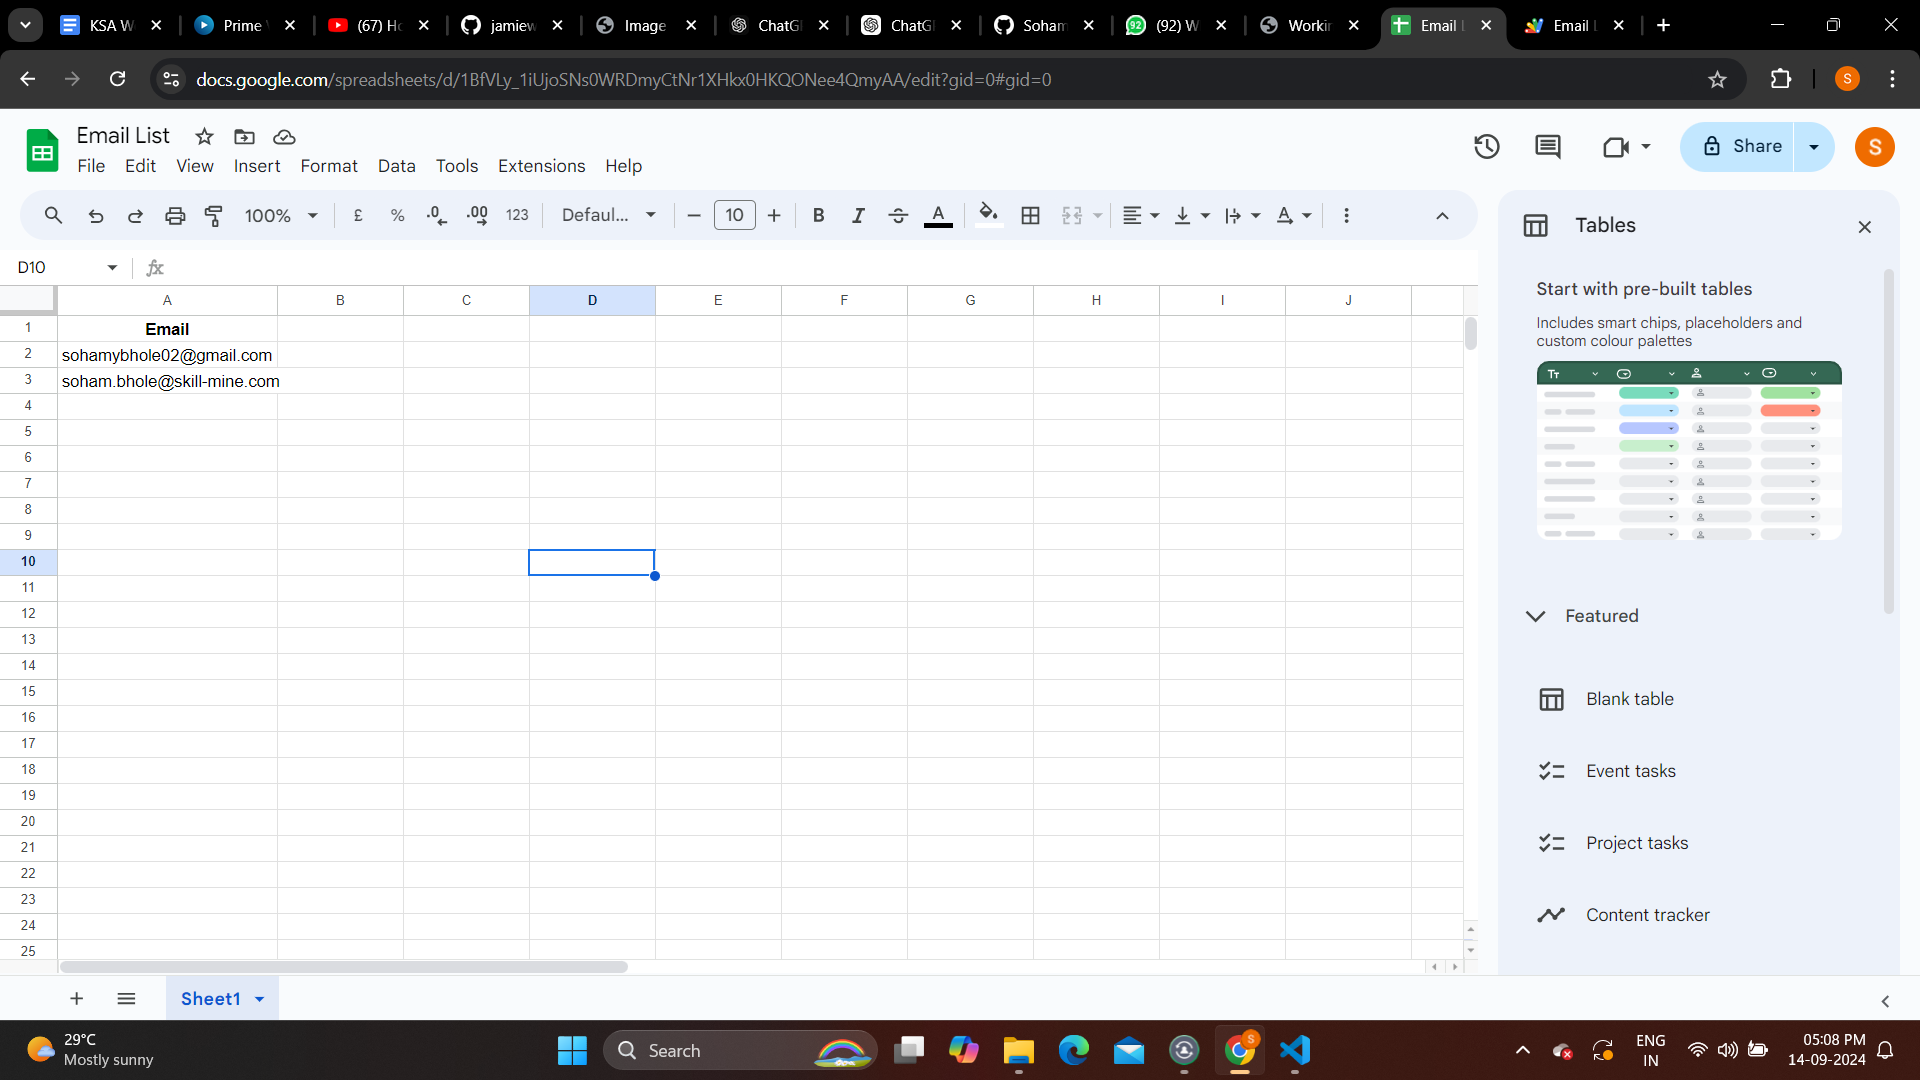 KSA W
Prime V
(67) Ho
jamiew
Image
ChatG
ChatG
Soham
(92) W
Workin
Email L
Email L
docs.google.com/spreadsheets/d/1BfVLy_1iUjoSNs0WRDmyCtNr1XHkx0HKQONee4QmyAA/edit?gid=0#gid=0
S
Email List
File Edit View Insert Format Data Tools Extensions Help
Share
S
100% £ % .0 .00 123 Defaul... 10 B I A
D10
fx
A B C D E F G H I J
1 Email
2 sohamybhole02@gmail.com
3 soham.bhole@skill-mine.com
4
5
6
7
8
9
10
11
12
13
14
15
16
17
18
19
20
21
22
23
24
25
Tables
Start with pre-built tables
Includes smart chips, placeholders and
custom colour palettes
Featured
Blank table
Event tasks
Project tasks
Content tracker
Sheet1
29°C
Mostly sunny
Search
ENG
IN
05:08 PM
14-09-2024